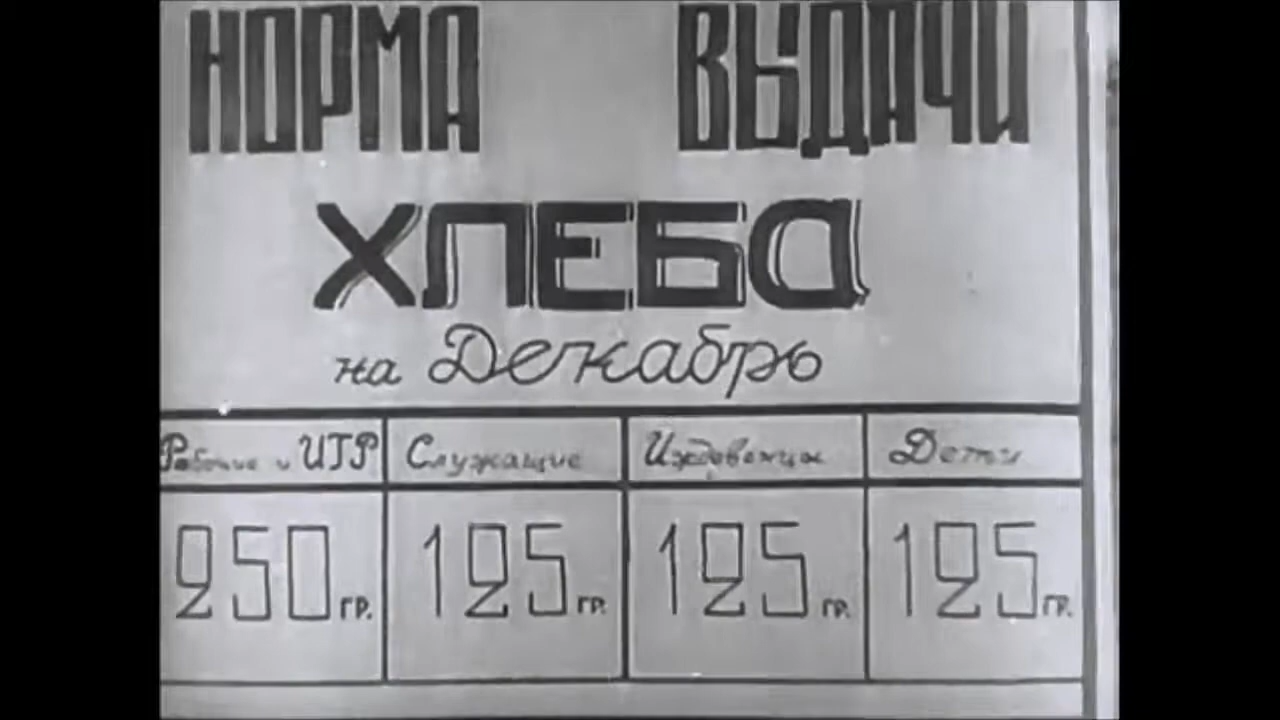 НОРМА ВЫДАЧИ
ХЛЕБА
на Декабрь
Рабочие и ИТР Служащие Иждивенцы Дети
250 ГР. 125 ГР. 125 ГР. 125 ГР.